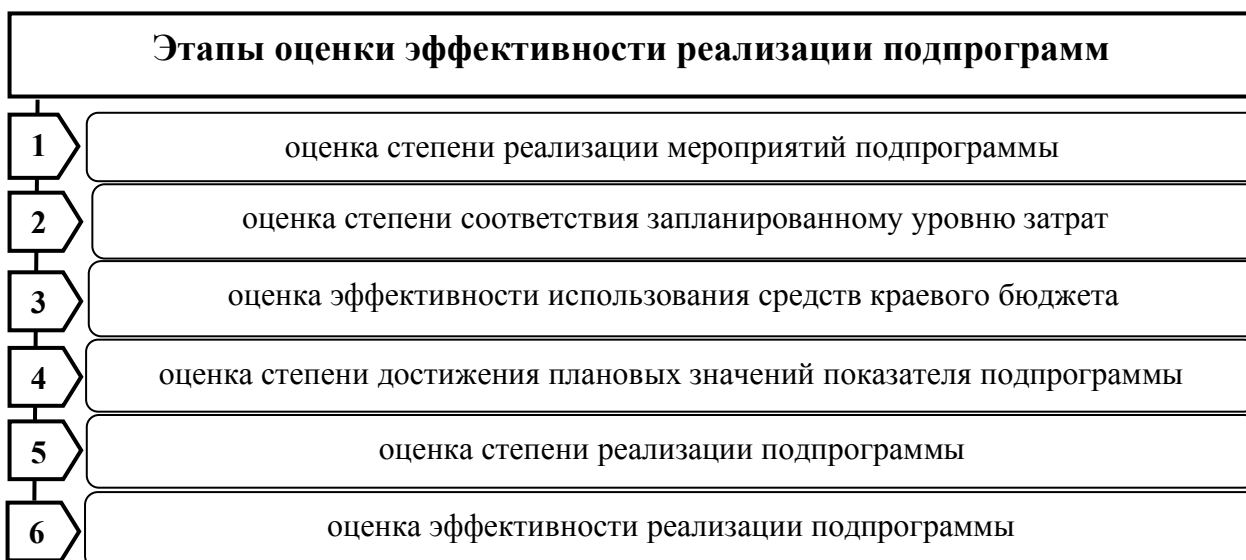 Этапы оценки эффективности реализации подпрограмм
1 оценка степени реализации мероприятий подпрограммы
2 оценка степени соответствия запланированному уровню затрат
3 оценка эффективности использования средств краевого бюджета
4 оценка степени достижения плановых значений показателя подпрограммы
5 оценка степени реализации подпрограммы
6 оценка эффективности реализации подпрограммы